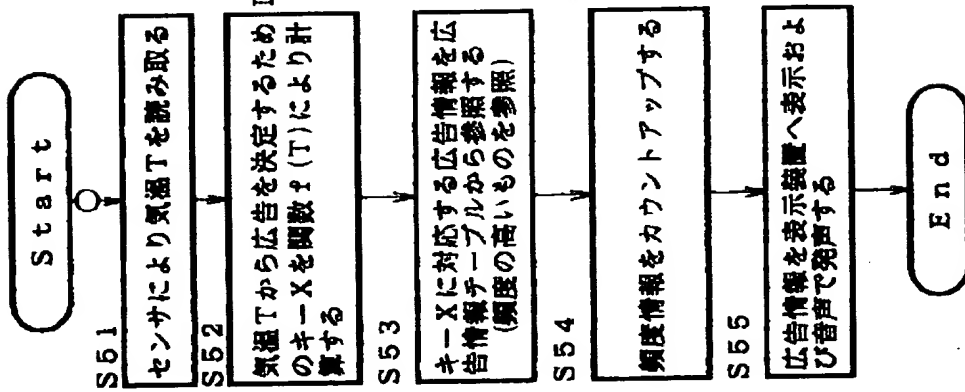 Start
S51
センサにより気温Tを読み取る
S52
気温Tから広告を決定するため
のキーXを関数f(T)により計
算する
S53
キーXに対応する広告情報を広
告情報テーブルから参照する
(頻度の高いものを参照)
S54
頻度情報をカウントアップする
S55
広告情報を表示装置へ表示およ
び音声で発声する
End